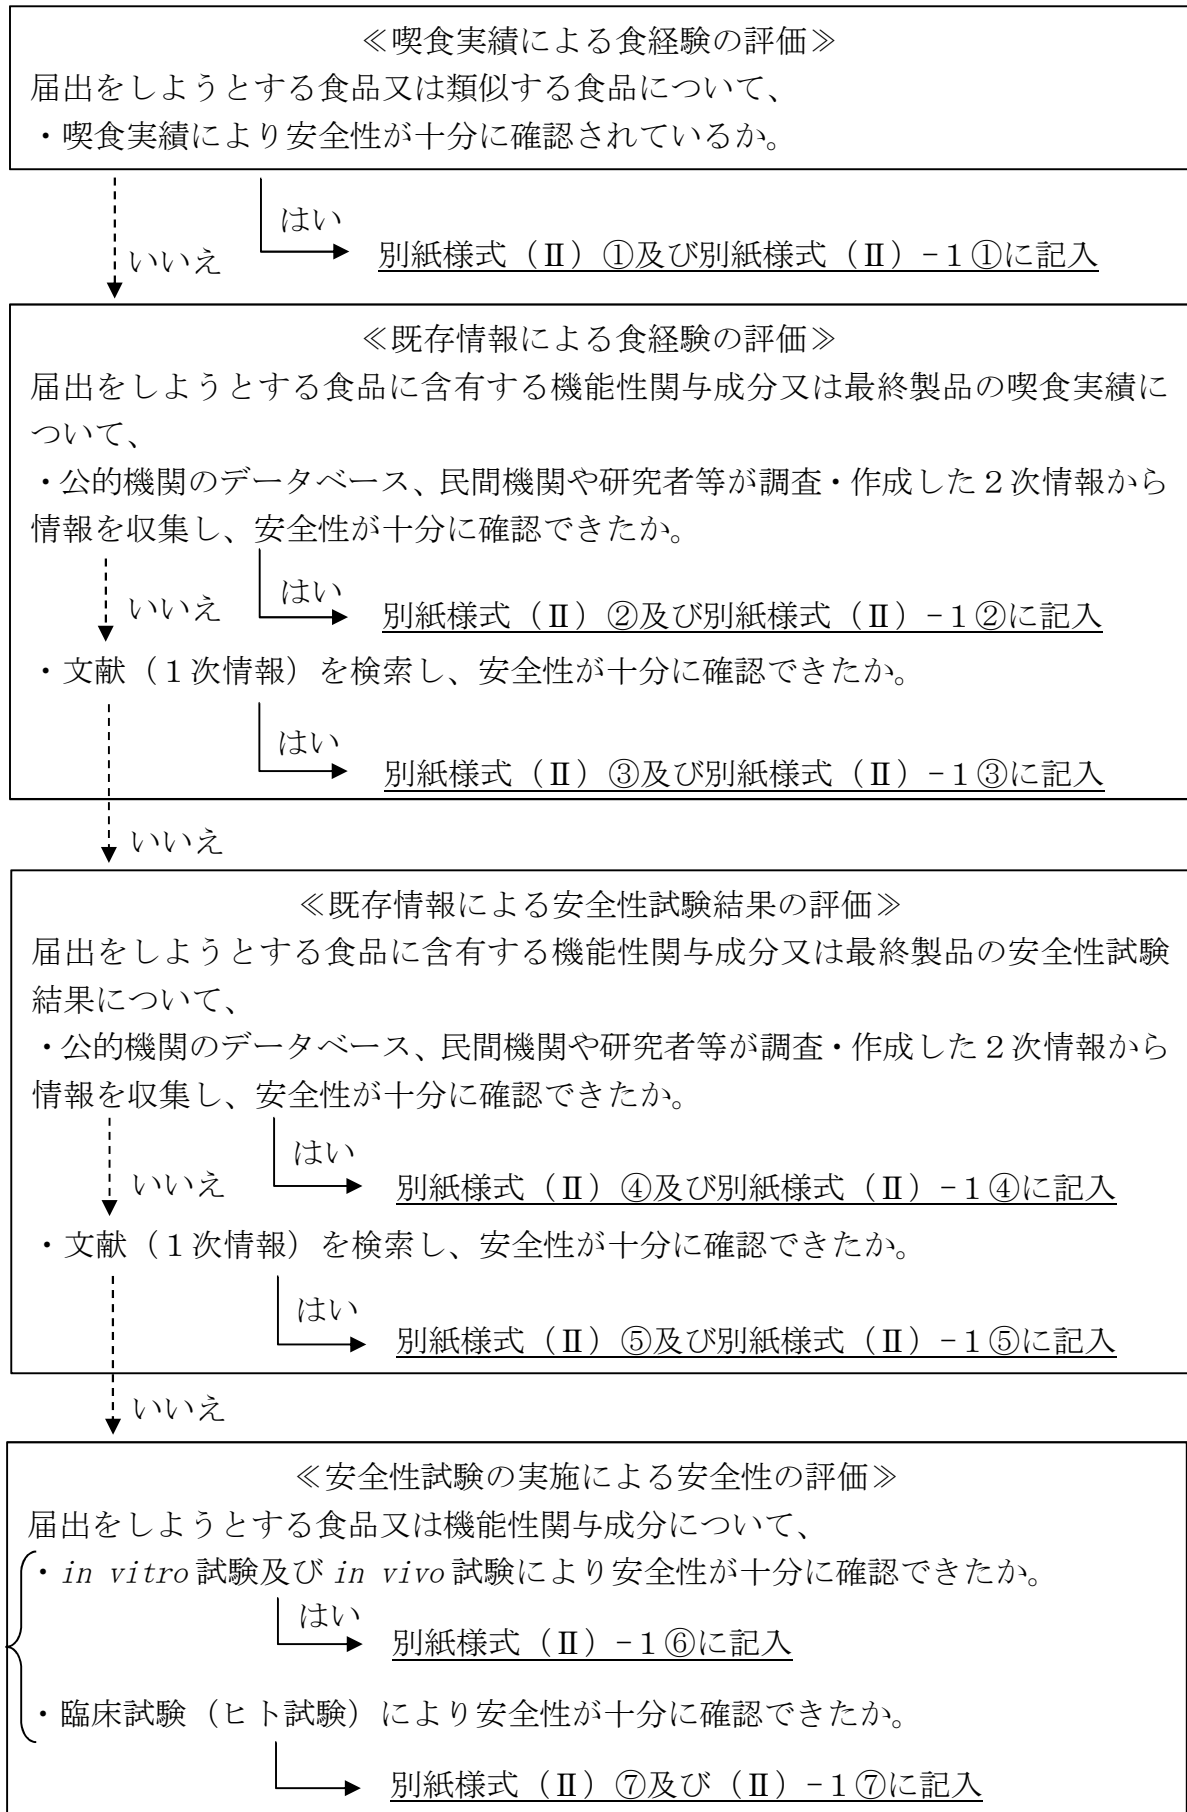 ≪喫食実績による食経験の評価≫
届出をしようとする食品又は類似する食品について、
・喫食実績により安全性が十分に確認されているか。
はい
いいえ
別紙様式（Ⅱ）①及び別紙様式（Ⅱ）-１①に記入
≪既存情報による食経験の評価≫
届出をしようとする食品に含有する機能性関与成分又は最終製品の喫食実績に
ついて、
・公的機関のデータベース、民間機関や研究者等が調査・作成した２次情報から
情報を収集し、安全性が十分に確認できたか。
はい
いいえ
別紙様式（Ⅱ）②及び別紙様式（Ⅱ）-１②に記入
・文献（１次情報）を検索し、安全性が十分に確認できたか。
はい
別紙様式（Ⅱ）③及び別紙様式（Ⅱ）-１③に記入
いいえ
≪既存情報による安全性試験結果の評価≫
届出をしようとする食品に含有する機能性関与成分又は最終製品の安全性試験
結果について、
・公的機関のデータベース、民間機関や研究者等が調査・作成した２次情報から
情報を収集し、安全性が十分に確認できたか。
はい
いいえ
別紙様式（Ⅱ）④及び別紙様式（Ⅱ）-１④に記入
・文献（１次情報）を検索し、安全性が十分に確認できたか。
はい
別紙様式（Ⅱ）⑤及び別紙様式（Ⅱ）-１⑤に記入
いいえ
≪安全性試験の実施による安全性の評価≫
届出をしようとする食品又は機能性関与成分について、
・in vitro 試験及び in vivo 試験により安全性が十分に確認できたか。
はい
別紙様式（Ⅱ）-１⑥に記入
・臨床試験（ヒト試験）により安全性が十分に確認できたか。
別紙様式（Ⅱ）⑦及び（Ⅱ）-１⑦に記入